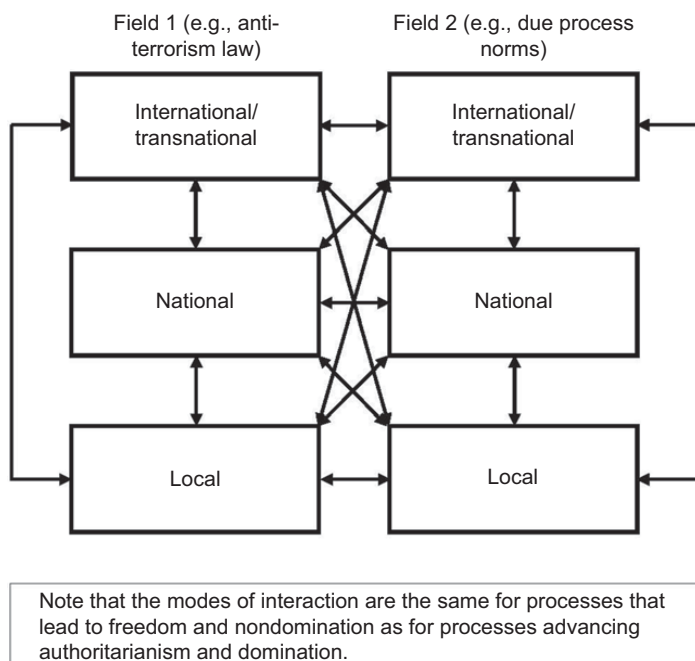 Field 1 (e.g., anti-
terrorism law)
Field 2 (e.g., due process
norms)
International/
transnational
International/
transnational
National
National
Local
Local
Note that the modes of interaction are the same for processes that
lead to freedom and nondomination as for processes advancing
authoritarianism and domination.